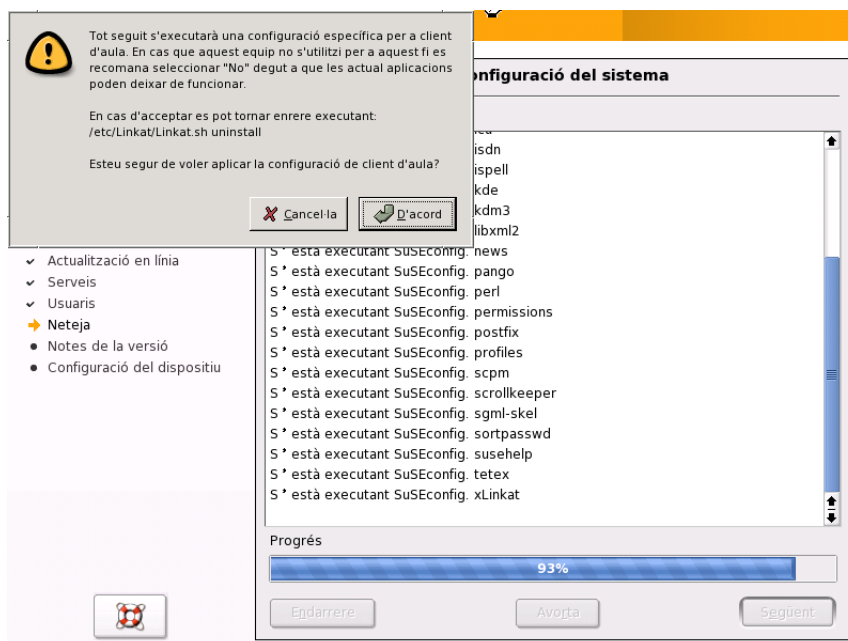 Tot seguit s'executarà una configuració específica per a client
d'aula. En cas que aquest equip no s'utilitzi per a aquest fi es
recomana seleccionar "No" degut a que les actual aplicacions
poden deixar de funcionar.
En cas d'acceptar es pot tornar enrere executant:
/etc/Linkat/Linkat.sh uninstall
Esteu segur de voler aplicar la configuració de client d'aula?
Cancel·la
D'acord
Actualització en línia
Serveis
Usuaris
Neteja
Notes de la versió
Configuració del dispositiu
nfiguració del sistema
isdn
ispell
kde
kdm3
libxml2
S ' està executant SuSEconfig. news
S ' està executant SuSEconfig. pango
S ' està executant SuSEconfig. perl
S ' està executant SuSEconfig. permissions
S ' està executant SuSEconfig. postfix
S ' està executant SuSEconfig. profiles
S ' està executant SuSEconfig. scpm
S ' està executant SuSEconfig. scrollkeeper
S ' està executant SuSEconfig. sgml-skel
S ' està executant SuSEconfig. sortpasswd
S ' està executant SuSEconfig. susehelp
S ' està executant SuSEconfig. tetex
S ' està executant SuSEconfig. xLinkat
Progrés
93%
Endarrere
Avorta
Següent